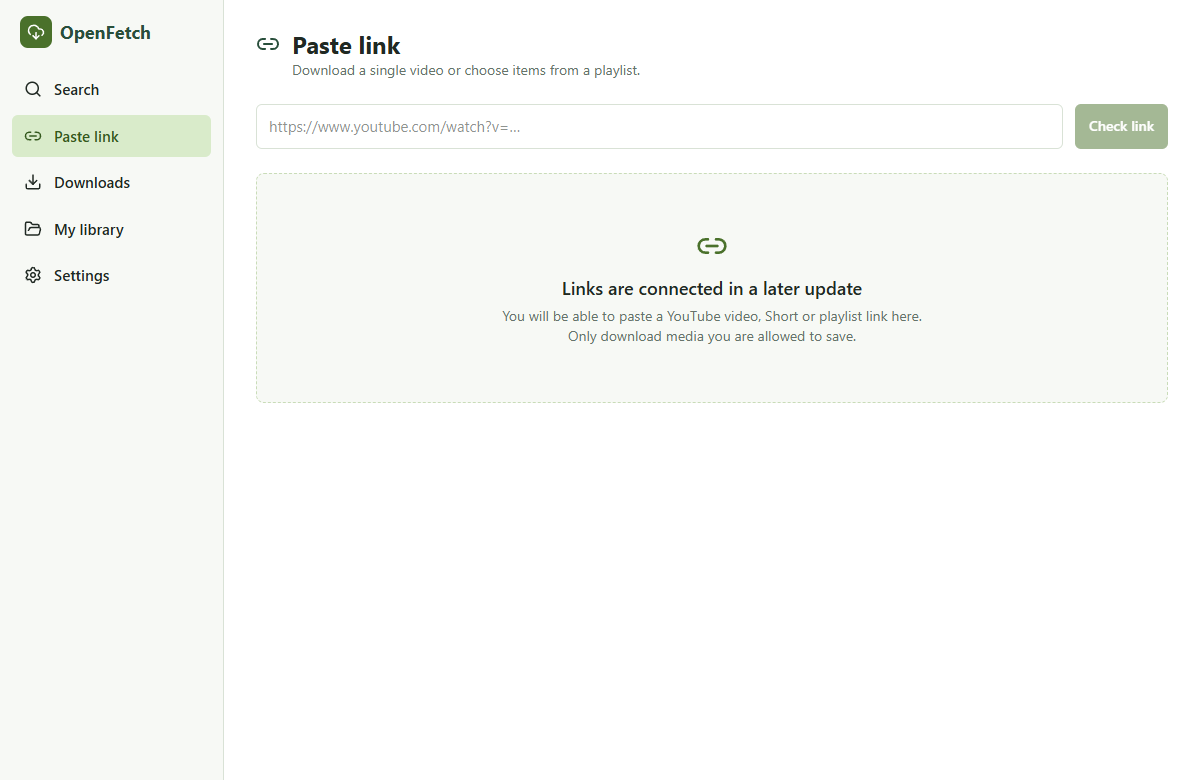 OpenFetch
Search
Paste link
Downloads
My library
Settings
Paste link
Download a single video or choose items from a playlist.
https://www.youtube.com/watch?v=...
Check link
Links are connected in a later update
You will be able to paste a YouTube video, Short or playlist link here.
Only download media you are allowed to save.